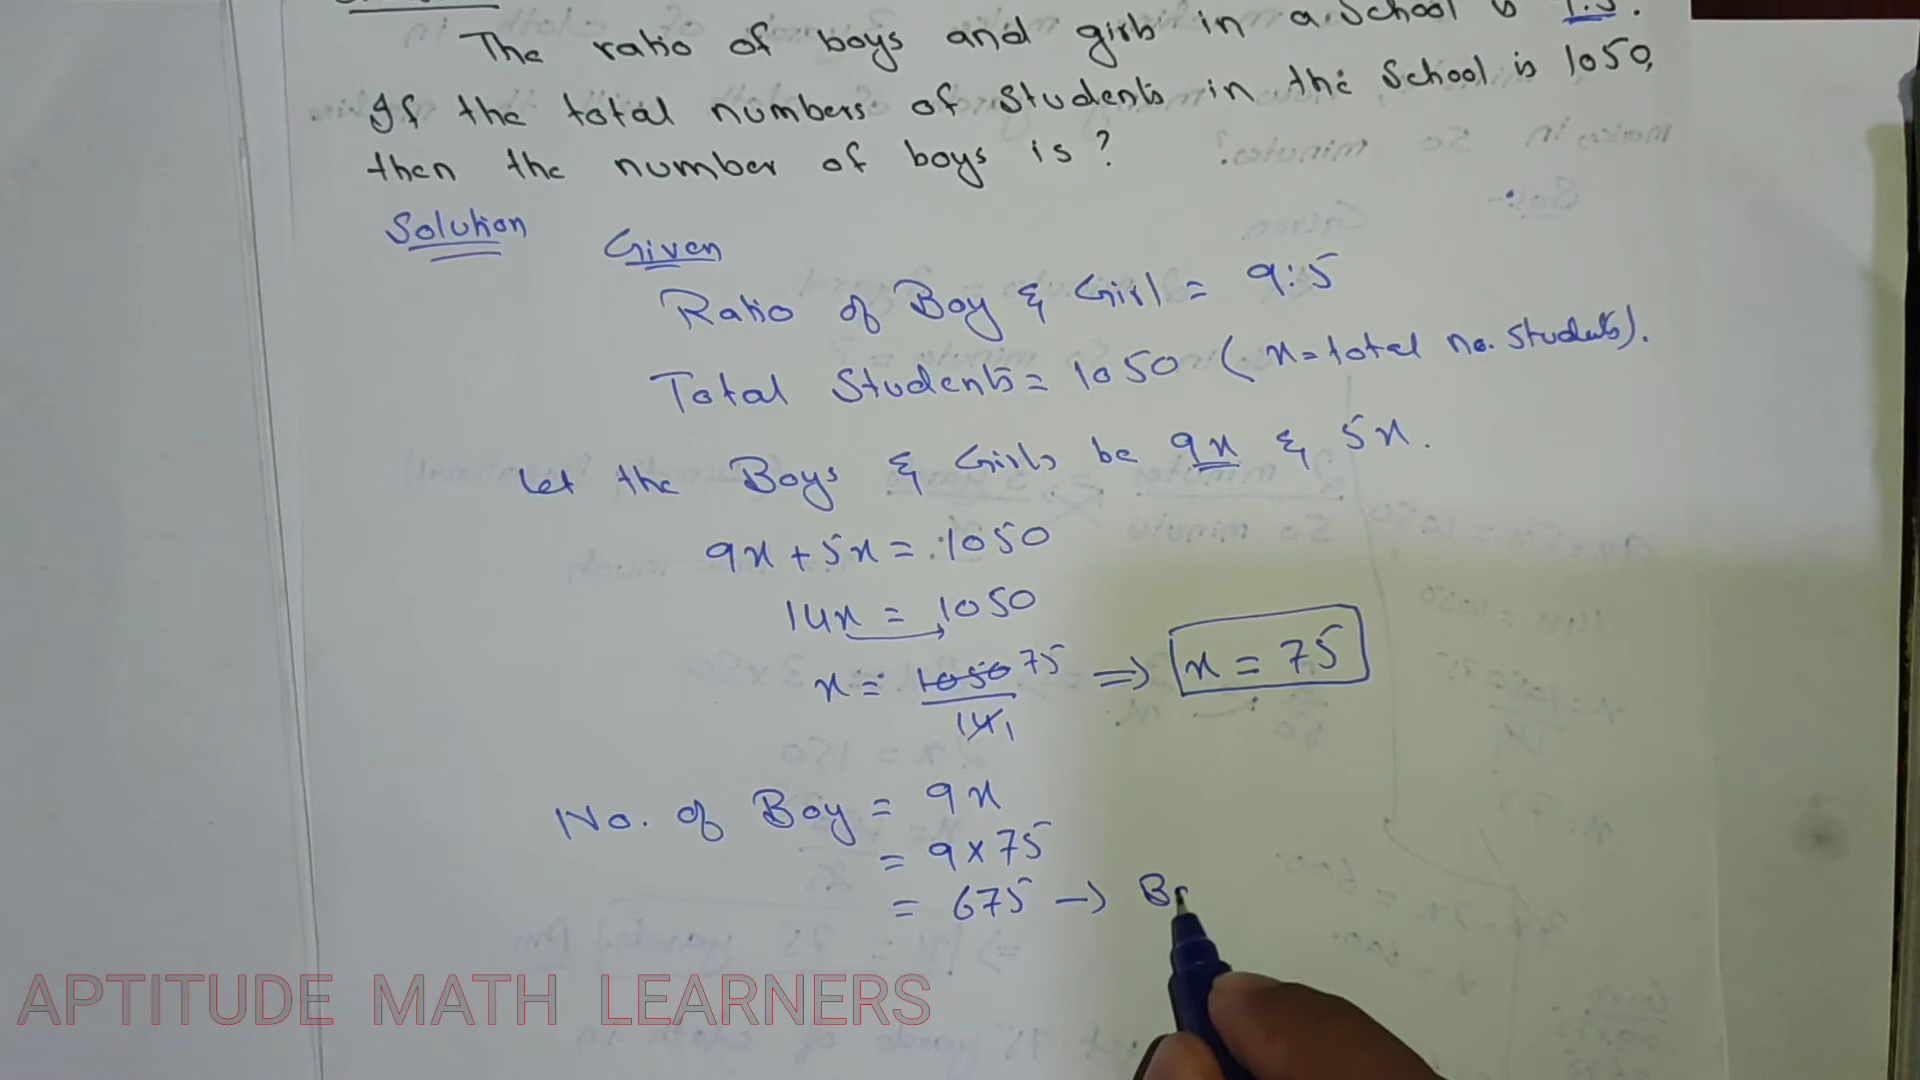 The ratio of boys and girls in a School is
If the total numbers of students in the School is 1050,
then the number of boys is?
Solution Given
Ratio of Boy & Girl = 9:5
Total Students = 1050 (x = total no. students).
Let the Boys & Girls be 9x & 5x.
9x + 5x = 1050
14x = 1050
x = 1050 75 => x = 75
14 1
No. of Boy = 9x
= 9 x 75
= 675 → Bo
APTITUDE MATH LEARNERS